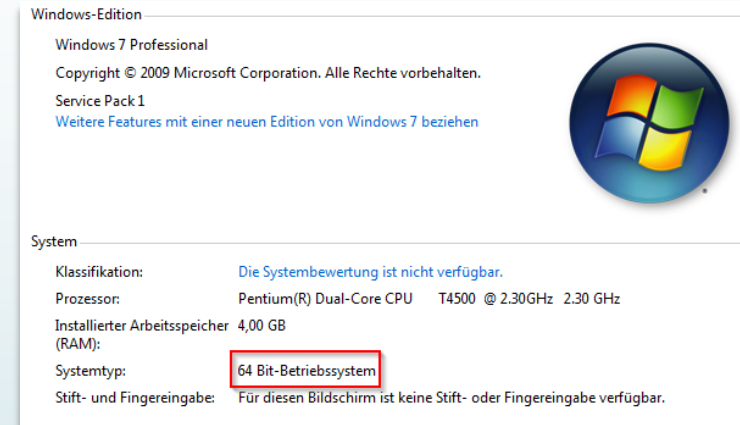 Windows-Edition
Windows 7 Professional
Copyright © 2009 Microsoft Corporation. Alle Rechte vorbehalten.
Service Pack 1
Weitere Features mit einer neuen Edition von Windows 7 beziehen
System
Klassifikation: Die Systembewertung ist nicht verfügbar.
Prozessor: Pentium(R) Dual-Core CPU T4500 @ 2.30GHz 2.30 GHz
Installierter Arbeitsspeicher 4,00 GB
(RAM):
Systemtyp: 64 Bit-Betriebssystem
Stift- und Fingereingabe: Für diesen Bildschirm ist keine Stift- oder Fingereingabe verfügbar.